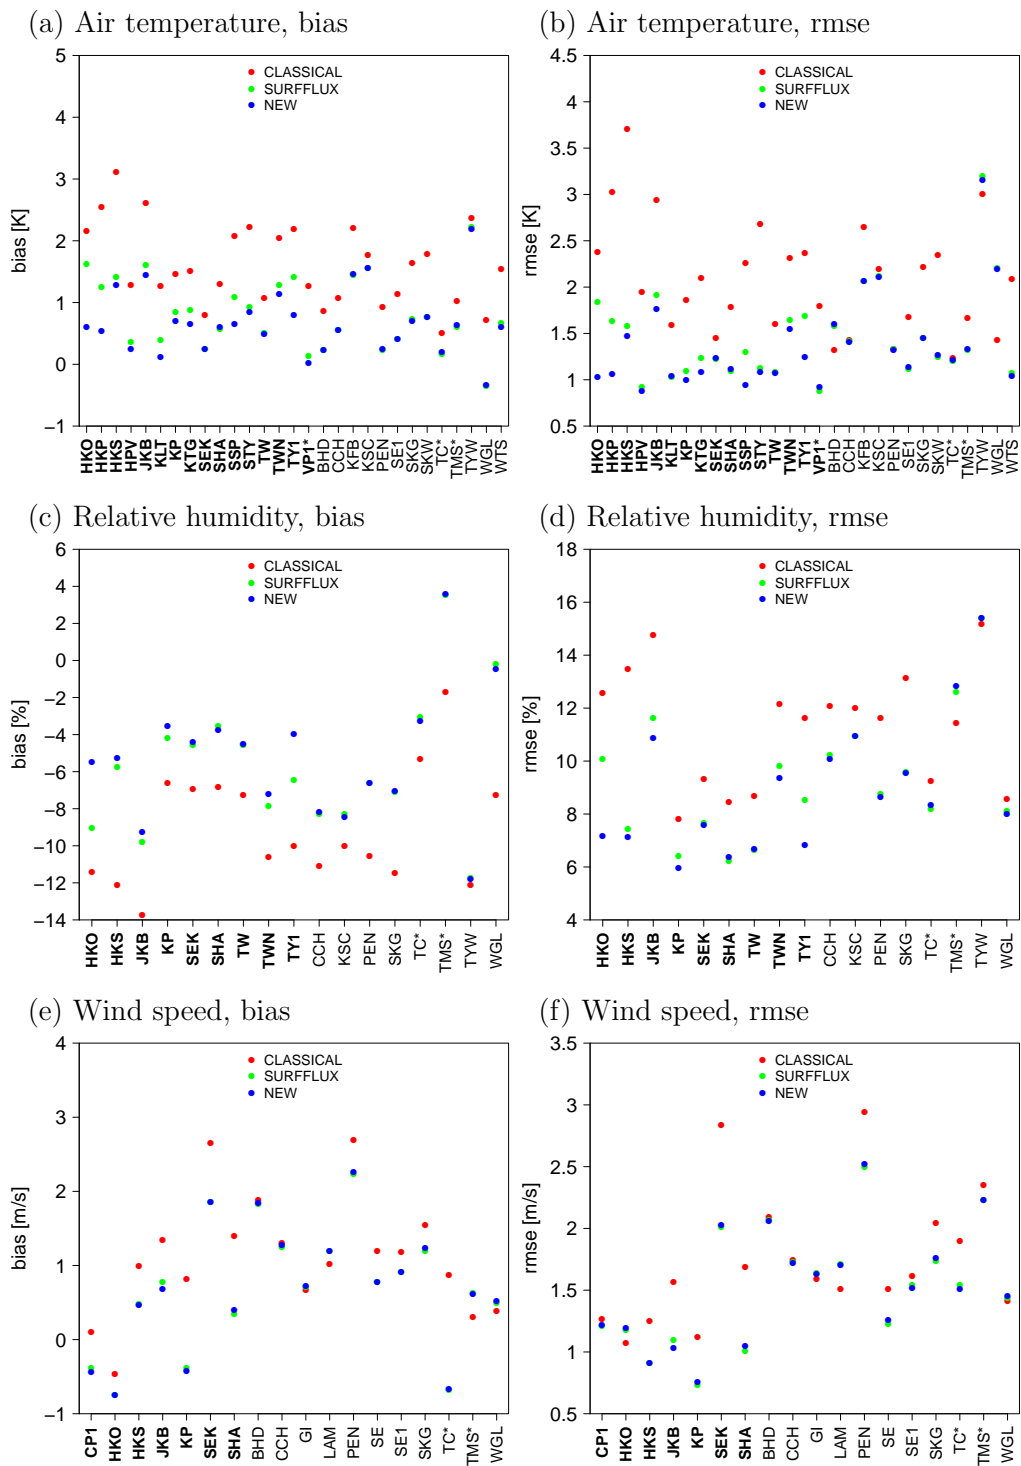 (a) Air temperature, bias
5
4
3
2
1
0
−1
bias [K]
CLASSICAL
SURFFLUX
NEW
HKO HKP HKS HPV JKB KLT KP KTG SEK SHA SSP STY TW TWN TY1 VP1* BHD CCH KFB KSC PEN SE1 SKG SKW TC* TMS* TYW WGL WTS
(b) Air temperature, rmse
4.5
4
3.5
3
2.5
2
1.5
1
0.5
rmse [K]
CLASSICAL
SURFFLUX
NEW
HKO HKP HKS HPV JKB KLT KP KTG SEK SHA SSP STY TW TWN TY1 VP1* BHD CCH KFB KSC PEN SE1 SKG SKW TC* TMS* TYW WGL WTS
(c) Relative humidity, bias
6
4
2
0
−2
−4
−6
−8
−10
−12
−14
bias [%]
CLASSICAL
SURFFLUX
NEW
HKO HKS JKB KP SEK SHA TW TWN TY1 CCH KSC PEN SKG TC* TMS* TYW WGL
(d) Relative humidity, rmse
18
16
14
12
10
8
6
4
rmse [%]
CLASSICAL
SURFFLUX
NEW
HKO HKS JKB KP SEK SHA TW TWN TY1 CCH KSC PEN SKG TC* TMS* TYW WGL
(e) Wind speed, bias
4
3
2
1
0
−1
bias [m/s]
CLASSICAL
SURFFLUX
NEW
CP1 HKO HKS JKB KP SEK SHA BHD CCH GI LAM PEN SE SE1 SKG TC* TMS* WGL
(f) Wind speed, rmse
3.5
3
2.5
2
1.5
1
0.5
rmse [m/s]
CLASSICAL
SURFFLUX
NEW
CP1 HKO HKS JKB KP SEK SHA BHD CCH GI LAM PEN SE SE1 SKG TC* TMS* WGL